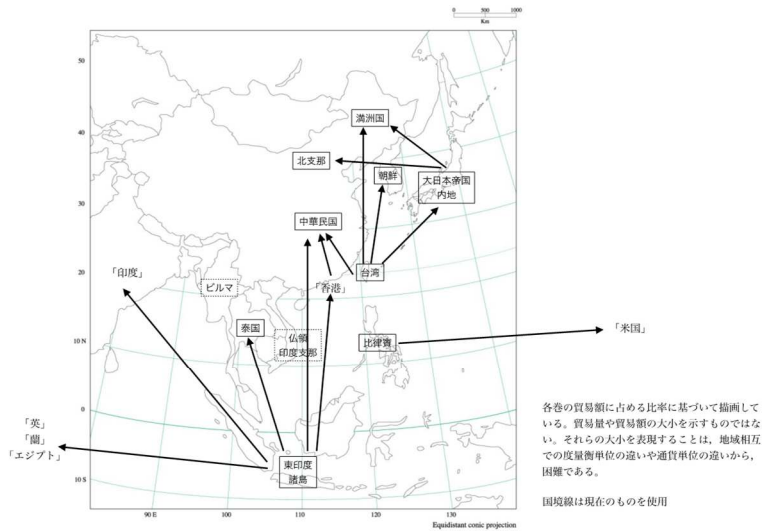 0 500 1000
Km
50
満洲国
40
北支那
朝鮮
大日本帝国
内地
30
中華民国
20
台湾
「印度」
ビルマ
「香港」
泰国
仏領
印度支那
10 N
比律賓
「米国」
0
「英」
「蘭」
「エジプト」
東印度
諸島
10 S
90 E
100
110
120
130
Equidistant conic projection
各巻の貿易額に占める比率に基づいて描画して
いる。貿易量や貿易額の大小を示すものではな
い。それらの大小を表現することは，地域相互
での度量衡単位の違いや通貨単位の違いから，
困難である。
国境線は現在のものを使用